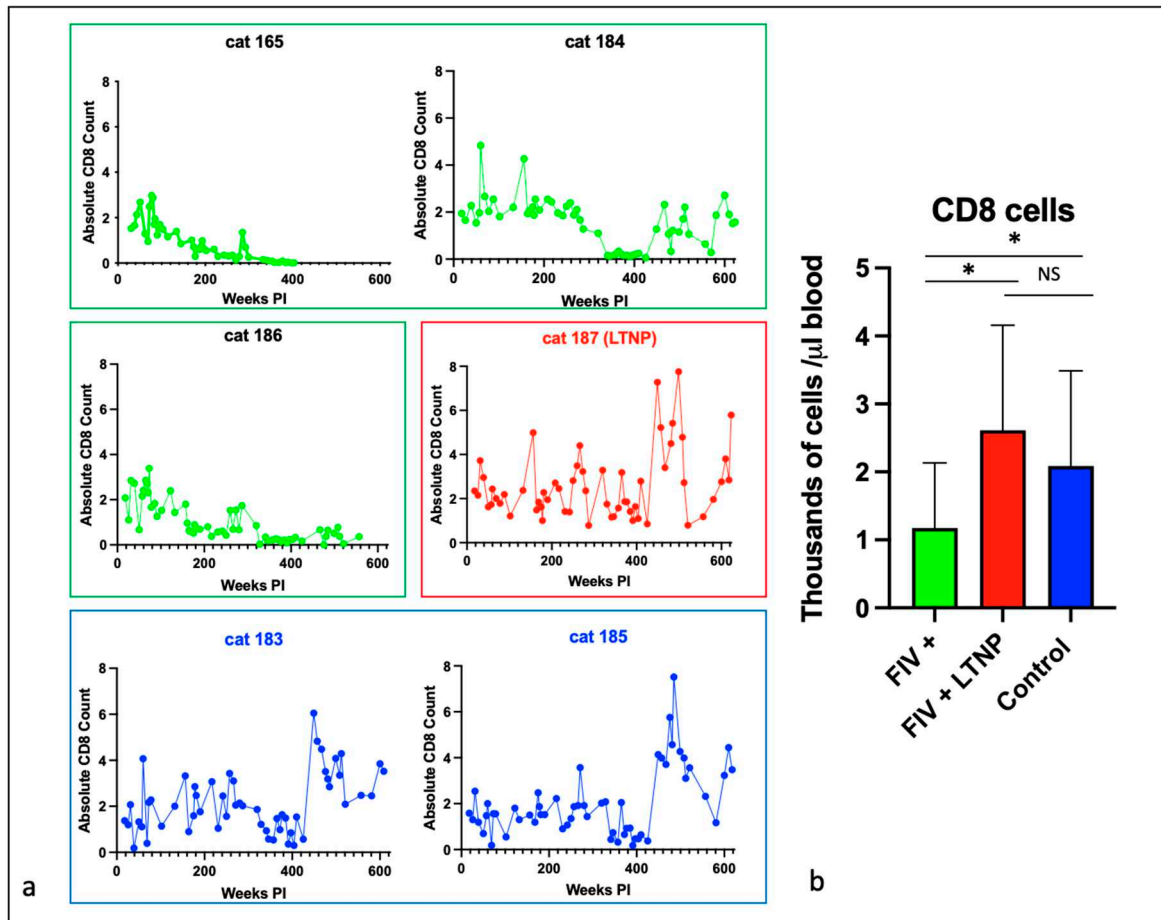 cat 165
Absolute CD8 Count
8
6
4
2
0
0 200 400 600
Weeks PI
cat 184
Absolute CD8 Count
8
6
4
2
0
0 200 400 600
Weeks PI
cat 186
Absolute CD8 Count
8
6
4
2
0
0 200 400 600
Weeks PI
cat 187 (LTNP)
Absolute CD8 Count
8
6
4
2
0
0 200 400 600
Weeks PI
cat 183
Absolute CD8 Count
8
6
4
2
0
0 200 400 600
Weeks PI
cat 185
Absolute CD8 Count
8
6
4
2
0
0 200 400 600
Weeks PI
a
CD8 cells
*
* NS
Thousands of cells /μl blood
5
4
3
2
1
0
FIV +
FIV + LTNP
Control
b